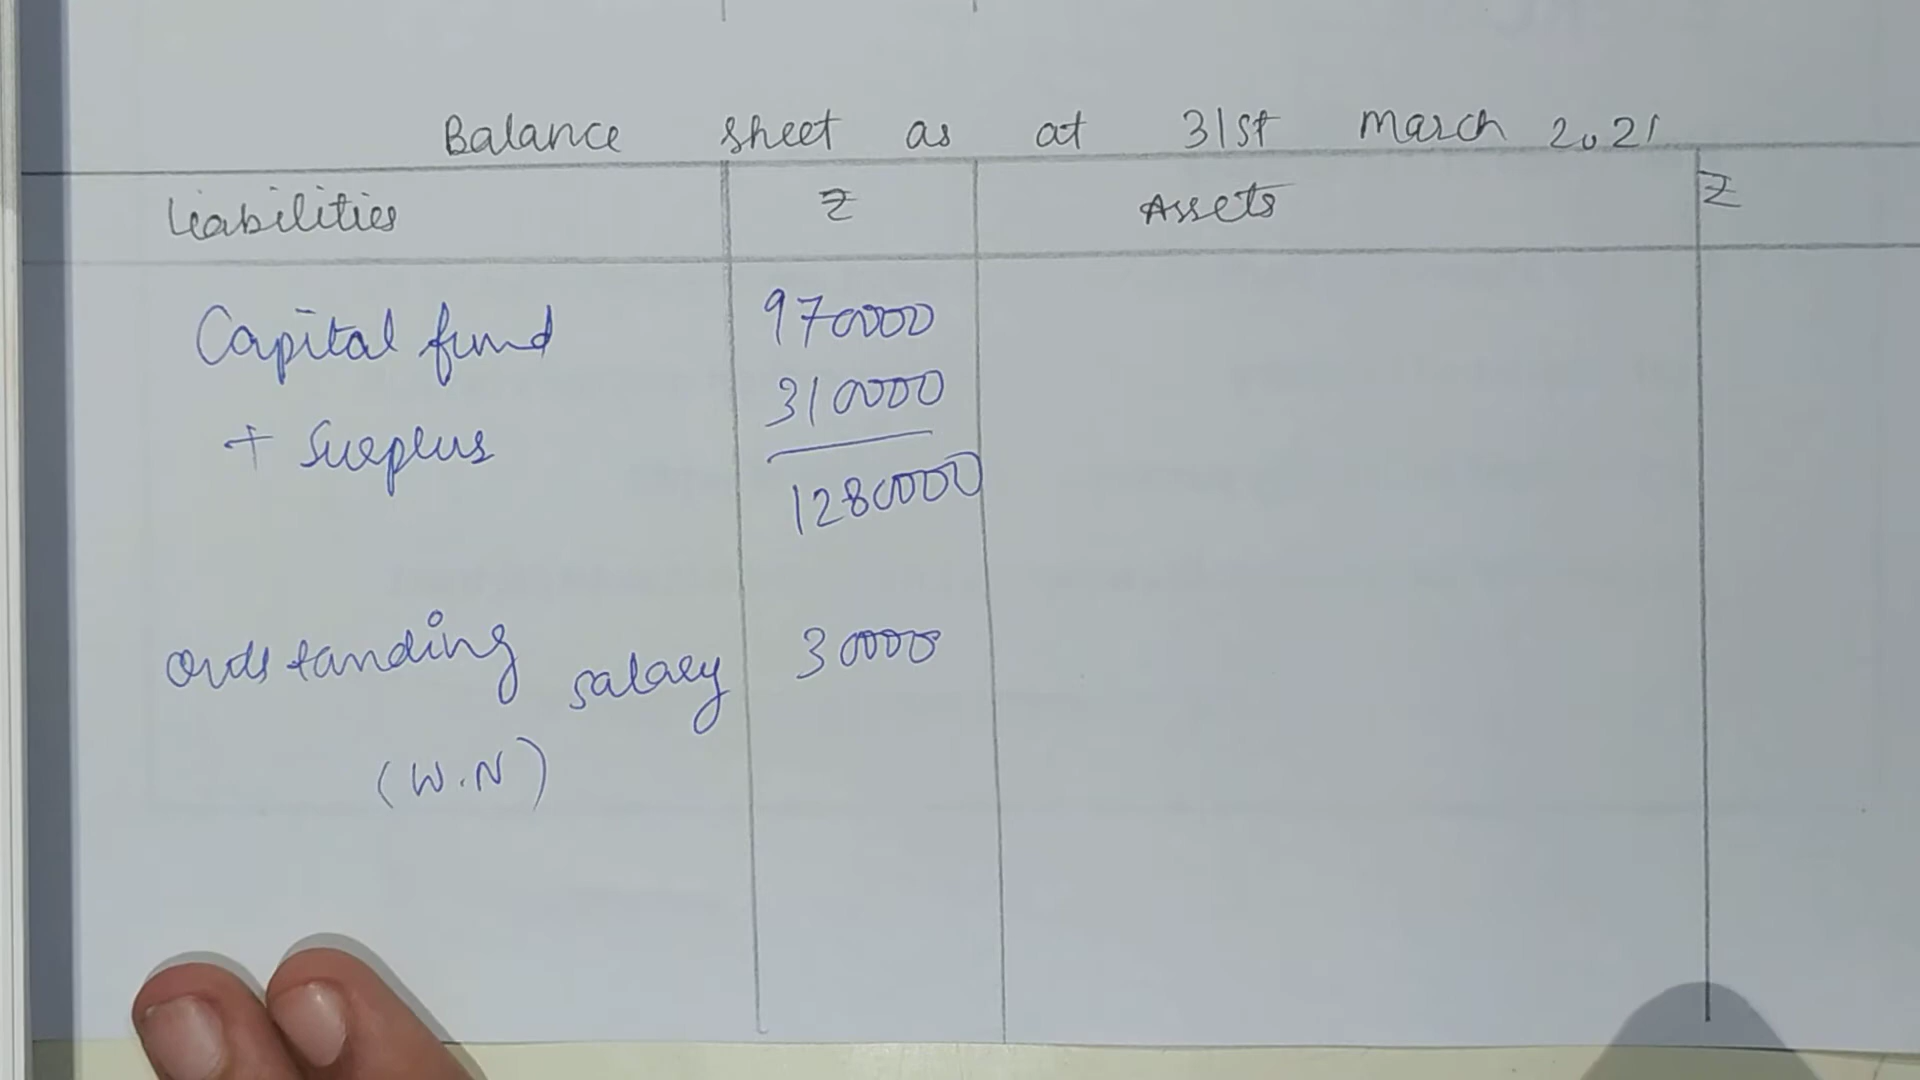 Balance sheet as at 31st march 2021
Liabilities ₹ Assets ₹
Capital fund 970000
+ Surplus 310000
1280000
outstanding salary 30000
(W.N)